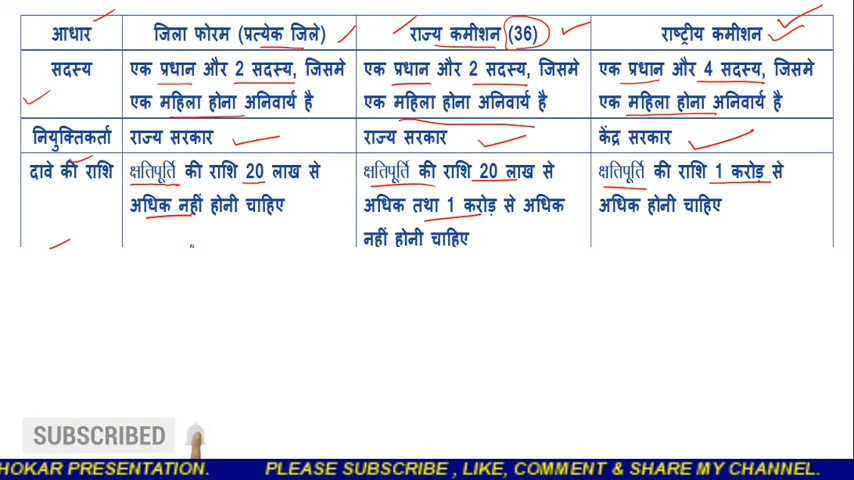 आधार जिला फोरम (प्रत्येक जिले) राज्य कमीशन (36) राष्ट्रीय कमीशन
सदस्य एक प्रधान और 2 सदस्य, जिसमे एक प्रधान और 2 सदस्य, जिसमे एक प्रधान और 4 सदस्य, जिसमे
एक महिला होना अनिवार्य है एक महिला होना अनिवार्य है एक महिला होना अनिवार्य है
नियुक्तिकर्ता राज्य सरकार राज्य सरकार केंद्र सरकार
दावे की राशि क्षतिपूर्ति की राशि 20 लाख से क्षतिपूर्ति की राशि 20 लाख से क्षतिपूर्ति की राशि 1 करोड़ से
अधिक नहीं होनी चाहिए अधिक तथा 1 करोड़ से अधिक अधिक होनी चाहिए
नहीं होनी चाहिए
SUBSCRIBED
HOKAR PRESENTATION. PLEASE SUBSCRIBE , LIKE, COMMENT & SHARE MY CHANNEL.